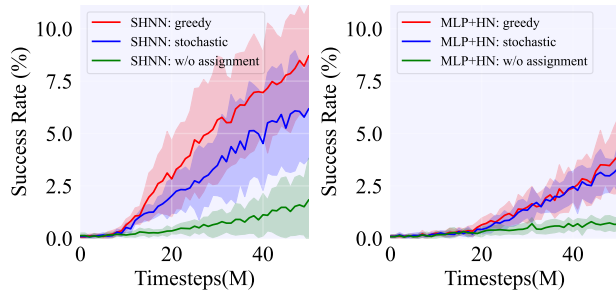 SHNN: greedy
SHNN: stochastic
SHNN: w/o assignment
Success Rate (%)
10.0
7.5
5.0
2.5
0.0
0
20
40
Timesteps(M)
MLP+HN: greedy
MLP+HN: stochastic
MLP+HN: w/o assignment
Success Rate (%)
10.0
7.5
5.0
2.5
0.0
0
20
40
Timesteps(M)